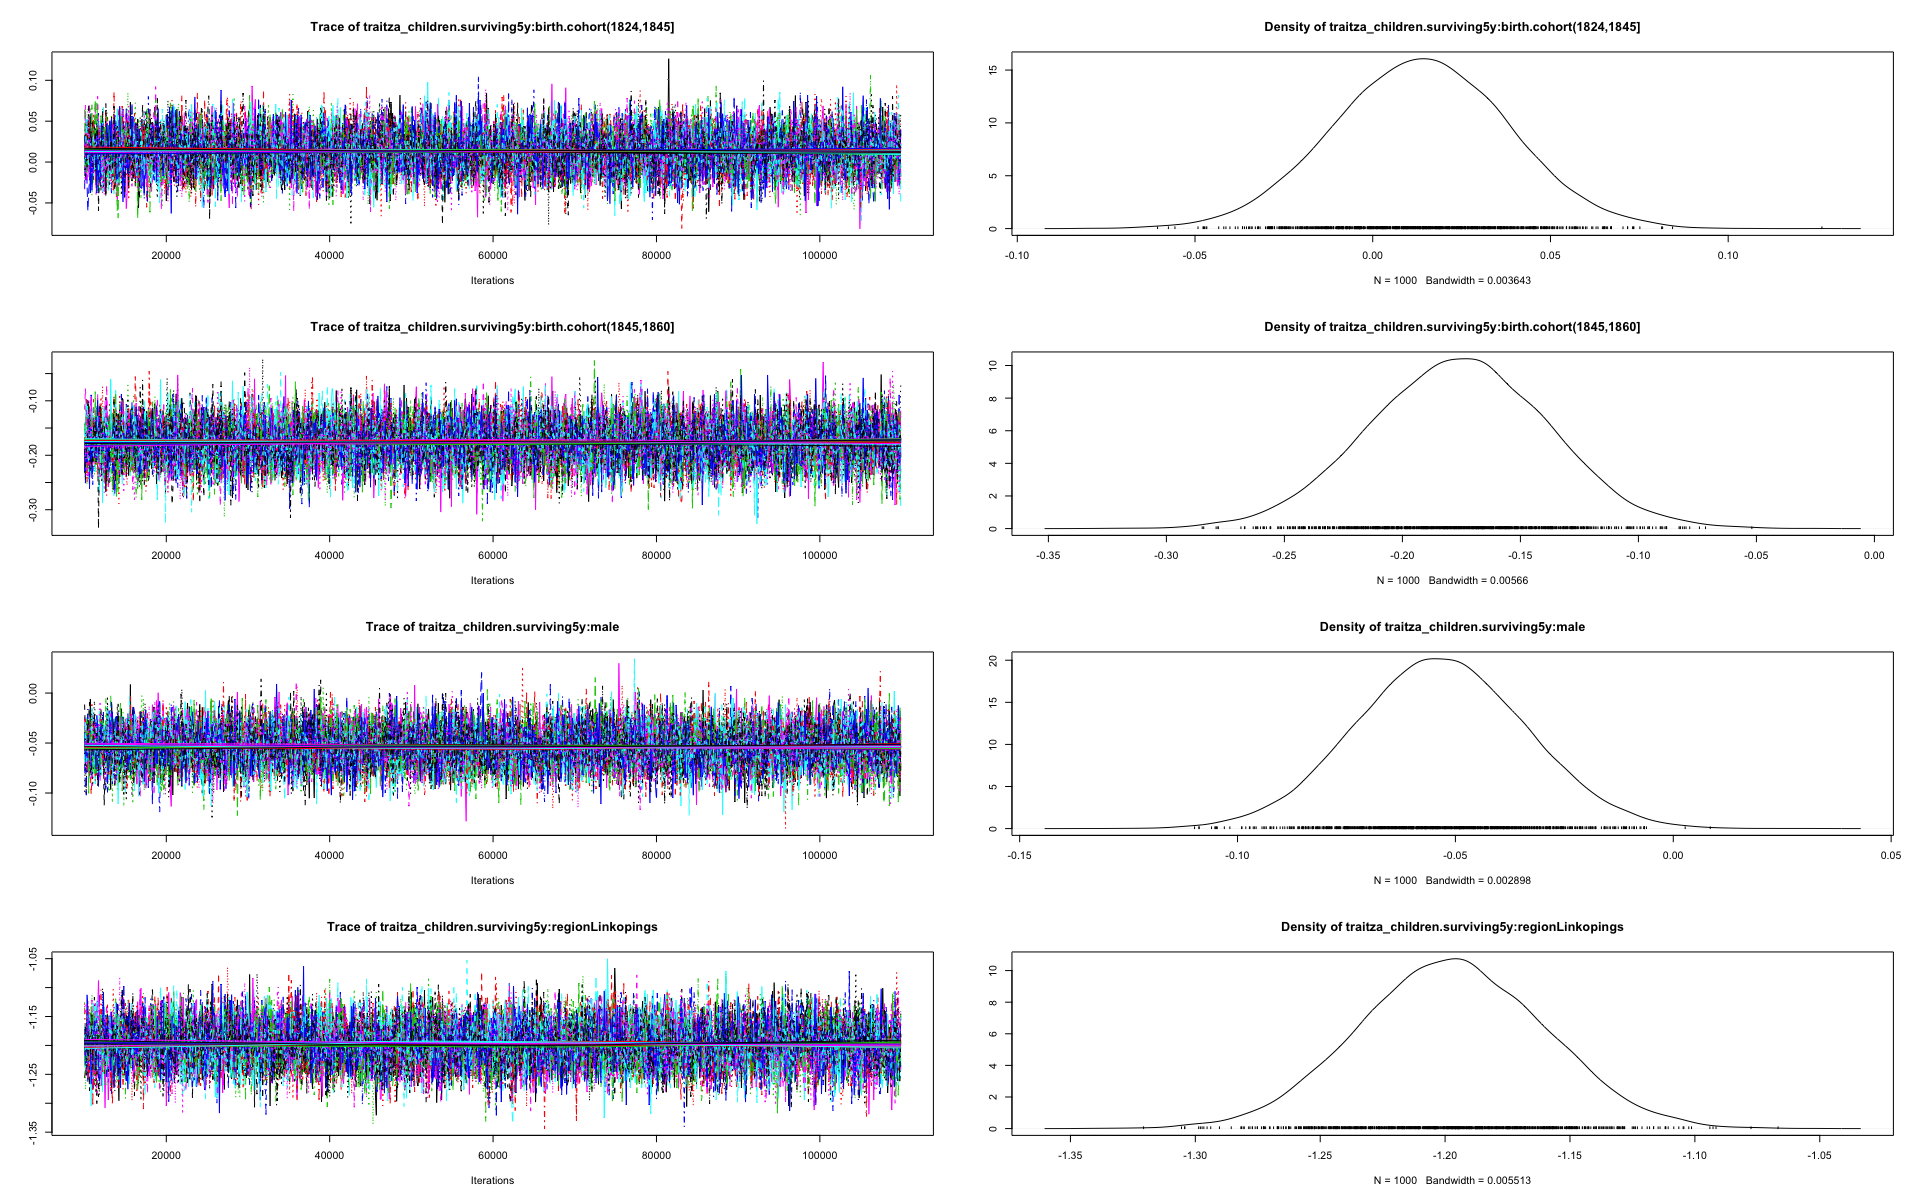 Trace of traitza_children.surviving5y:birth.cohort(1824,1845]
0.10
0.05
0.00
-0.05
20000 40000 60000 80000 100000
Iterations
Density of traitza_children.surviving5y:birth.cohort(1824,1845]
15
10
5
0
-0.10 -0.05 0.00 0.05 0.10
N = 1000 Bandwidth = 0.003643
Trace of traitza_children.surviving5y:birth.cohort(1845,1860]
-0.10
-0.20
-0.30
20000 40000 60000 80000 100000
Iterations
Density of traitza_children.surviving5y:birth.cohort(1845,1860]
10
8
6
4
2
0
-0.35 -0.30 -0.25 -0.20 -0.15 -0.10 -0.05 0.00
N = 1000 Bandwidth = 0.00566
Trace of traitza_children.surviving5y:male
0.00
-0.05
-0.10
20000 40000 60000 80000 100000
Iterations
Density of traitza_children.surviving5y:male
20
15
10
5
0
-0.15 -0.10 -0.05 0.00 0.05
N = 1000 Bandwidth = 0.002898
Trace of traitza_children.surviving5y:regionLinkopings
-1.05
-1.15
-1.25
-1.35
20000 40000 60000 80000 100000
Iterations
Density of traitza_children.surviving5y:regionLinkopings
10
8
6
4
2
0
-1.35 -1.30 -1.25 -1.20 -1.15 -1.10 -1.05
N = 1000 Bandwidth = 0.005513